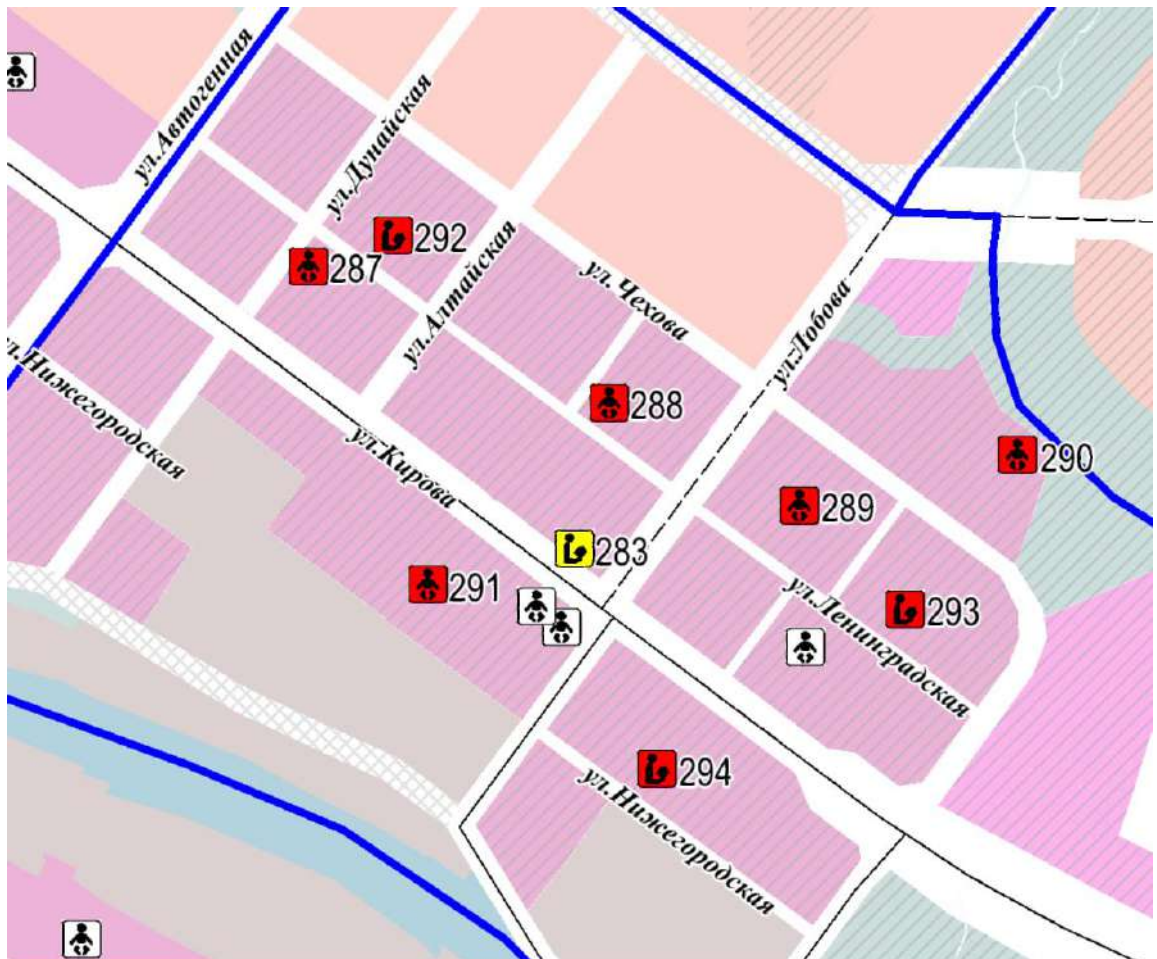 ул.Автогенная
ул.Дунайская
292
287
ул.Алтайская
ул. Чехова
ул.Лобова
288
ул.Нижегородская
ул.Кирова
290
289
283
291
ул.Ленинградская
293
294
ул.Нижегородская